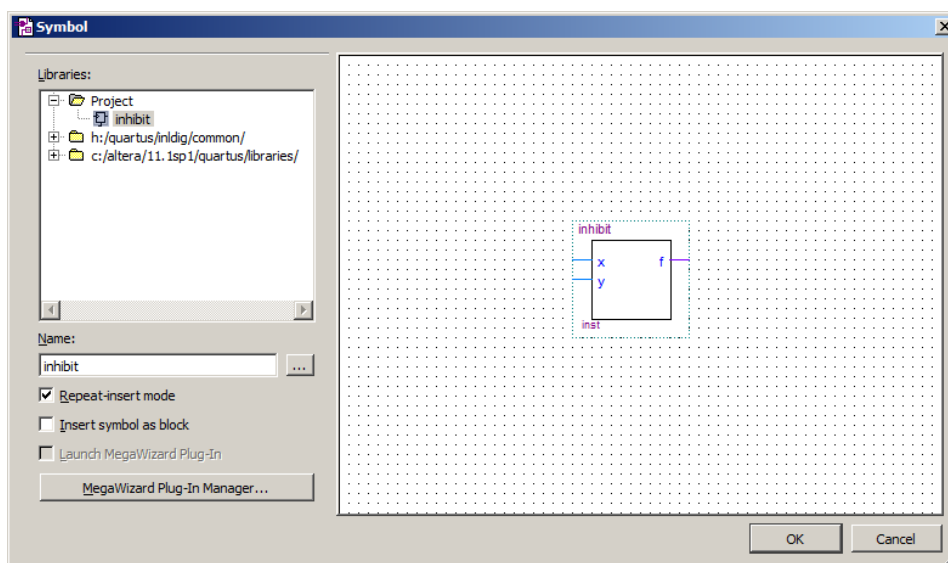 Symbol
Libraries:
Project
inhibit
h:/quartus/inldig/common/
c:/altera/11.1sp1/quartus/libraries/
Name:
inhibit
...
Repeat-insert mode
Insert symbol as block
Launch MegaWizard Plug-In
MegaWizard Plug-In Manager...
inhibit
x f
y
inst
OK Cancel